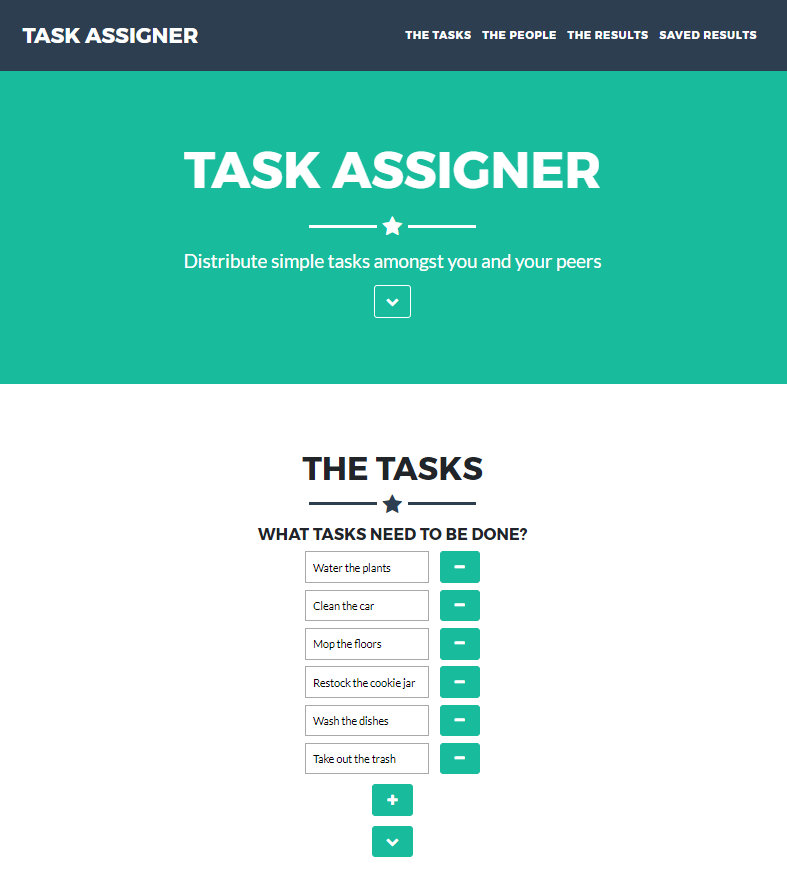 TASK ASSIGNER
THE TASKS THE PEOPLE THE RESULTS SAVED RESULTS
TASK ASSIGNER
Distribute simple tasks amongst you and your peers
THE TASKS
WHAT TASKS NEED TO BE DONE?
Water the plants
Clean the car
Mop the floors
Restock the cookie jar
Wash the dishes
Take out the trash